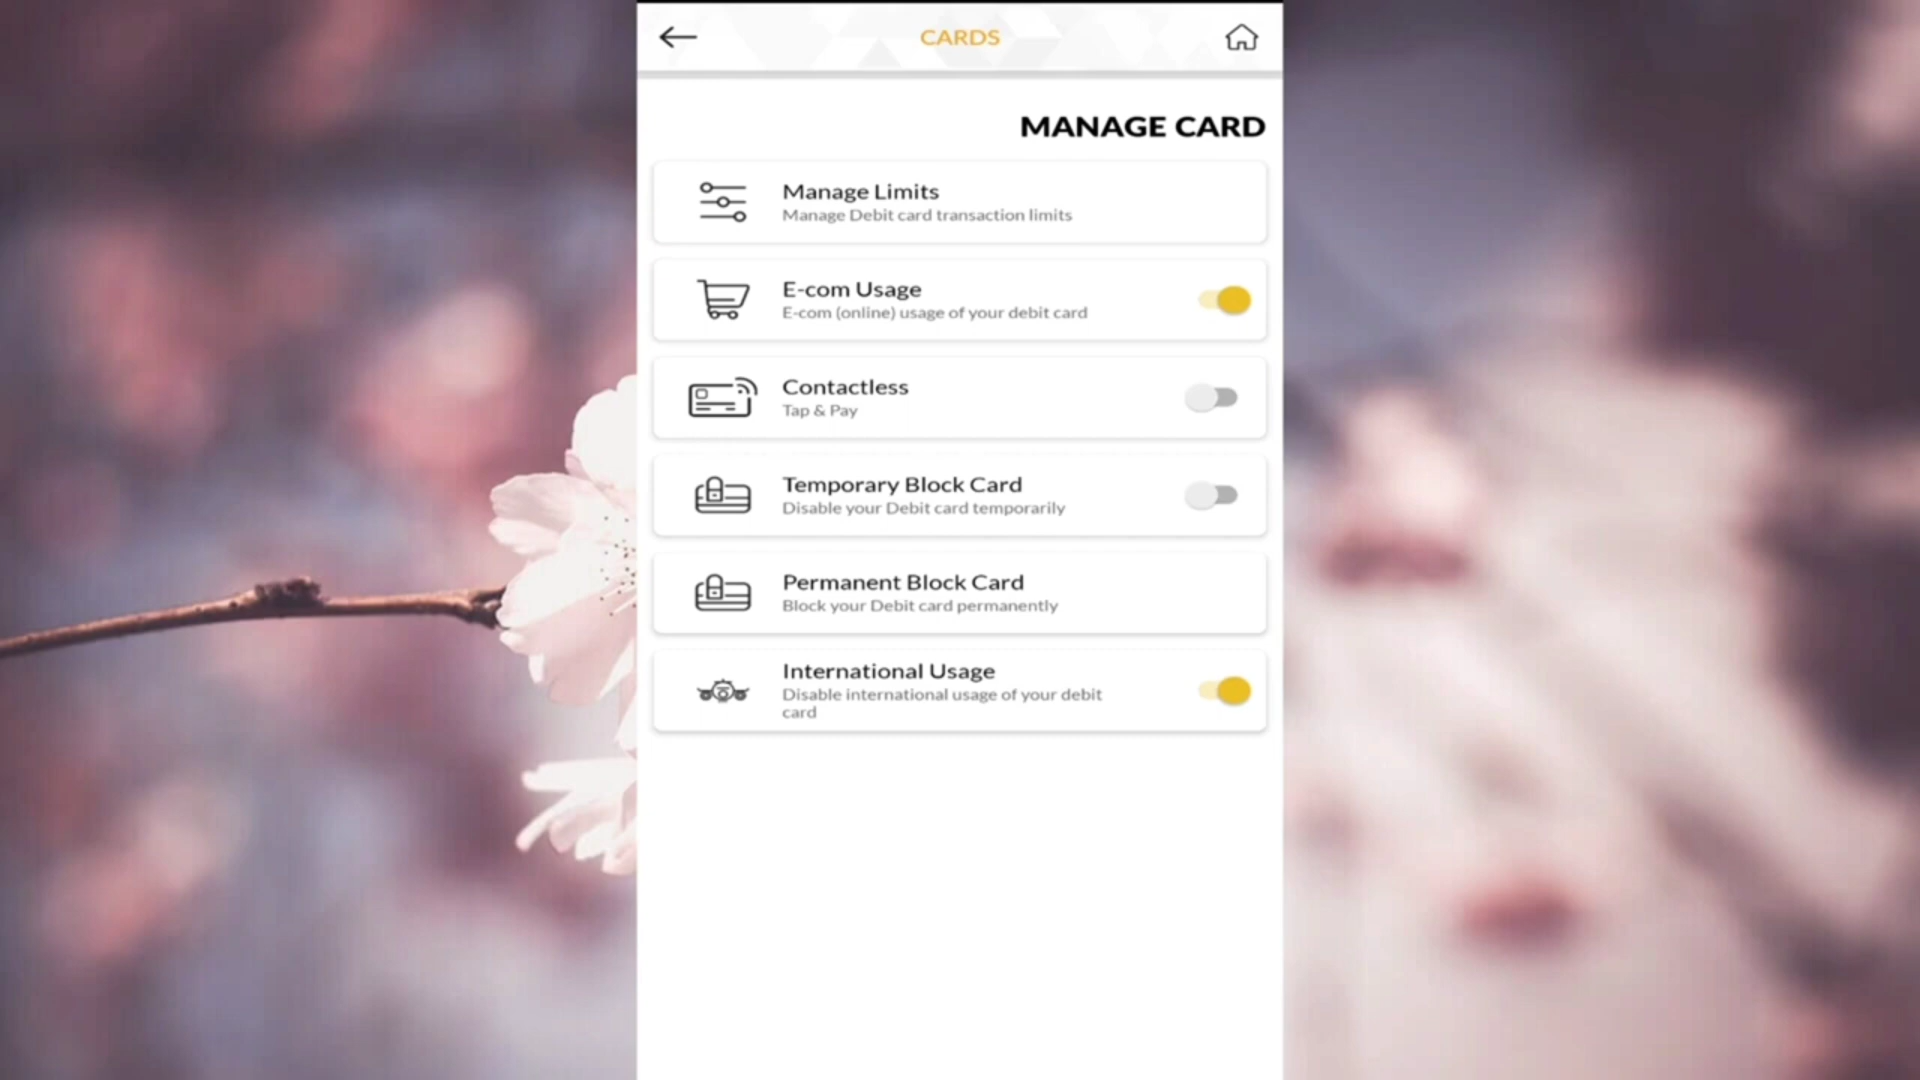 CARDS
MANAGE CARD
Manage Limits
Manage Debit card transaction limits
E-com Usage
E-com (online) usage of your debit card
Contactless
Tap & Pay
Temporary Block Card
Disable your Debit card temporarily
Permanent Block Card
Block your Debit card permanently
International Usage
Disable international usage of your debit
card